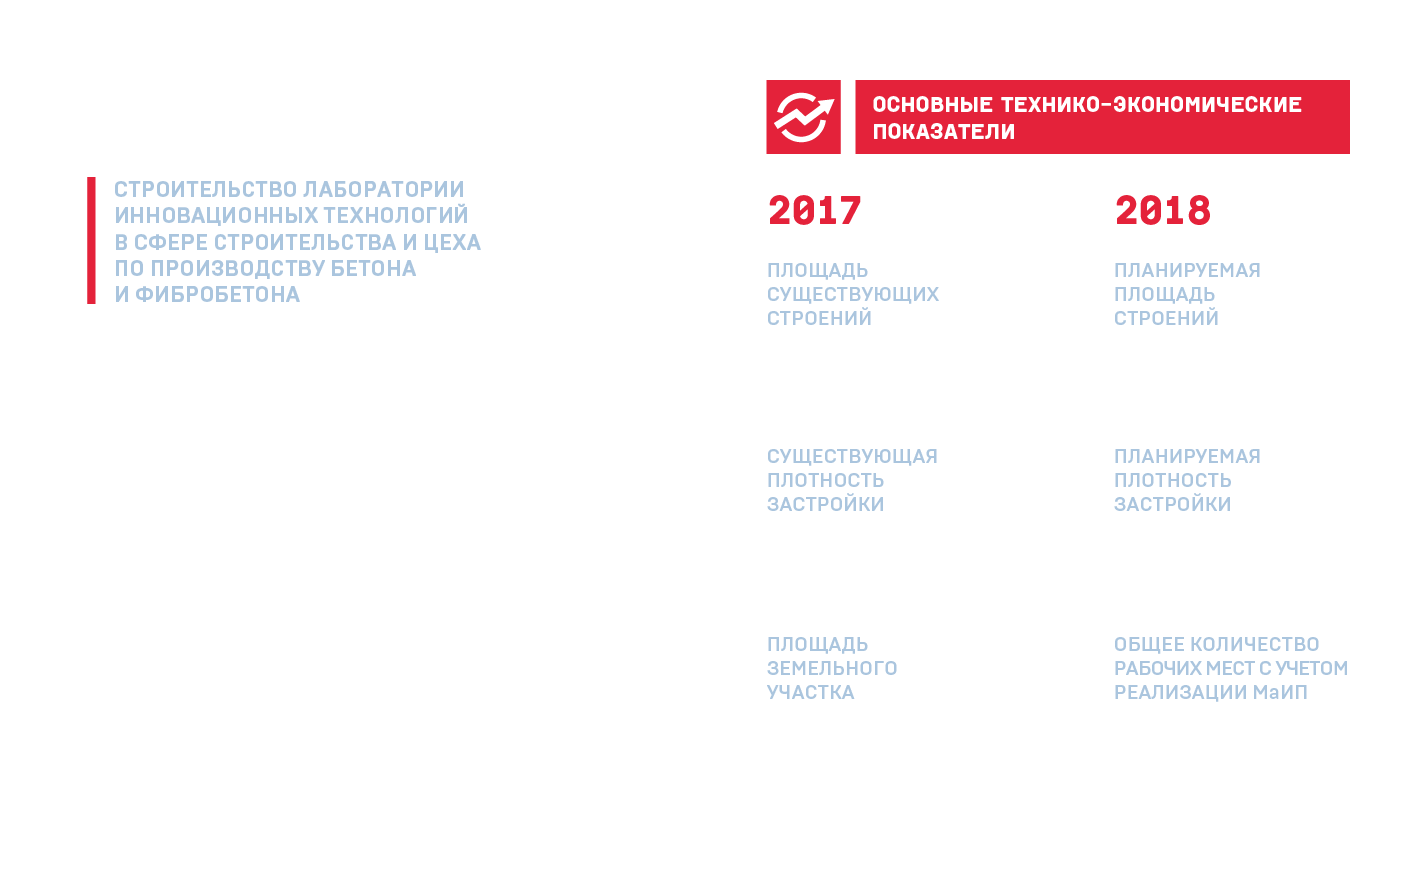 СТРОИТЕЛЬСТВО ЛАБОРАТОРИИ
ИННОВАЦИОННЫХ ТЕХНОЛОГИЙ
В СФЕРЕ СТРОИТЕЛЬСТВА И ЦЕХА
ПО ПРОИЗВОДСТВУ БЕТОНА
И ФИБРОБЕТОНА
ОСНОВНЫЕ ТЕХНИКО-ЭКОНОМИЧЕСКИЕ
ПОКАЗАТЕЛИ
2017
ПЛОЩАДЬ
СУЩЕСТВУЮЩИХ
СТРОЕНИЙ
СУЩЕСТВУЮЩАЯ
ПЛОТНОСТЬ
ЗАСТРОЙКИ
ПЛОЩАДЬ
ЗЕМЕЛЬНОГО
УЧАСТКА
2018
ПЛАНИРУЕМАЯ
ПЛОЩАДЬ
СТРОЕНИЙ
ПЛАНИРУЕМАЯ
ПЛОТНОСТЬ
ЗАСТРОЙКИ
ОБЩЕЕ КОЛИЧЕСТВО
РАБОЧИХ МЕСТ С УЧЕТОМ
РЕАЛИЗАЦИИ МаИП